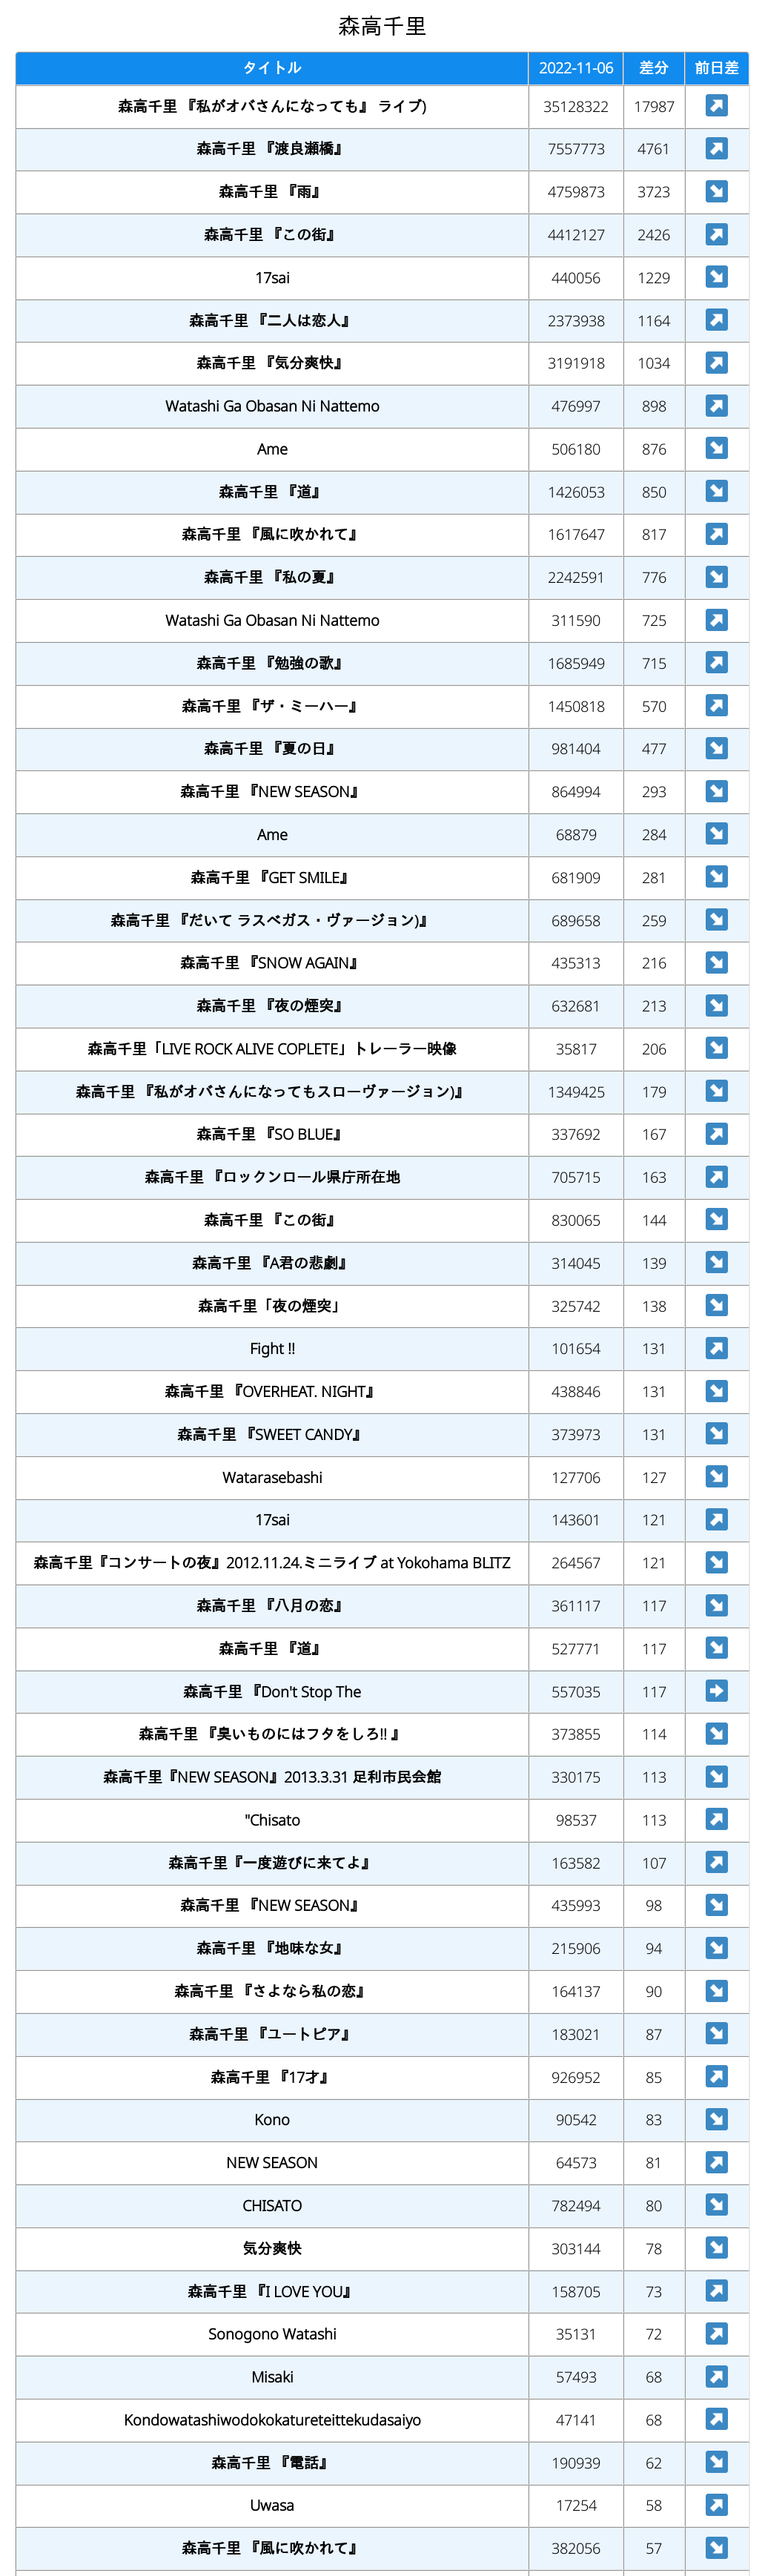 森高千里
タイトル 2022-11-06 差分 前日差
森高千里 『私がオバさんになっても』 ライブ) 35128322 17987
森高千里 『渡良瀬橋』 7557773 4761
森高千里 『雨』 4759873 3723
森高千里 『この街』 4412127 2426
17sai 440056 1229
森高千里 『二人は恋人』 2373938 1164
森高千里 『気分爽快』 3191918 1034
Watashi Ga Obasan Ni Nattemo 476997 898
Ame 506180 876
森高千里 『道』 1426053 850
森高千里 『風に吹かれて』 1617647 817
森高千里 『私の夏』 2242591 776
Watashi Ga Obasan Ni Nattemo 311590 725
森高千里 『勉強の歌』 1685949 715
森高千里 『ザ・ミーハー』 1450818 570
森高千里 『夏の日』 981404 477
森高千里 『NEW SEASON』 864994 293
Ame 68879 284
森高千里 『GET SMILE』 681909 281
森高千里 『だいて ラスベガス・ヴァージョン)』 689658 259
森高千里 『SNOW AGAIN』 435313 216
森高千里 『夜の煙突』 632681 213
森高千里「LIVE ROCK ALIVE COPLETE」トレーラー映像 35817 206
森高千里 『私がオバさんになってもスローヴァージョン)』 1349425 179
森高千里 『SO BLUE』 337692 167
森高千里 『ロックンロール県庁所在地 705715 163
森高千里 『この街』 830065 144
森高千里 『A君の悲劇』 314045 139
森高千里「夜の煙突」 325742 138
Fight !! 101654 131
森高千里 『OVERHEAT. NIGHT』 438846 131
森高千里 『SWEET CANDY』 373973 131
Watarasebashi 127706 127
17sai 143601 121
森高千里『コンサートの夜』2012.11.24.ミニライブ at Yokohama BLITZ 264567 121
森高千里 『八月の恋』 361117 117
森高千里 『道』 527771 117
森高千里 『Don't Stop The 557035 117
森高千里 『臭いものにはフタをしろ!! 』 373855 114
森高千里『NEW SEASON』2013.3.31 足利市民会館 330175 113
"Chisato 98537 113
森高千里『一度遊びに来てよ』 163582 107
森高千里 『NEW SEASON』 435993 98
森高千里 『地味な女』 215906 94
森高千里 『さよなら私の恋』 164137 90
森高千里 『ユートピア』 183021 87
森高千里 『17才』 926952 85
Kono 90542 83
NEW SEASON 64573 81
CHISATO 782494 80
気分爽快 303144 78
森高千里 『I LOVE YOU』 158705 73
Sonogono Watashi 35131 72
Misaki 57493 68
Kondowatashiwodokokatureteittekudasaiyo 47141 68
森高千里 『電話』 190939 62
Uwasa 17254 58
森高千里 『風に吹かれて』 382056 57